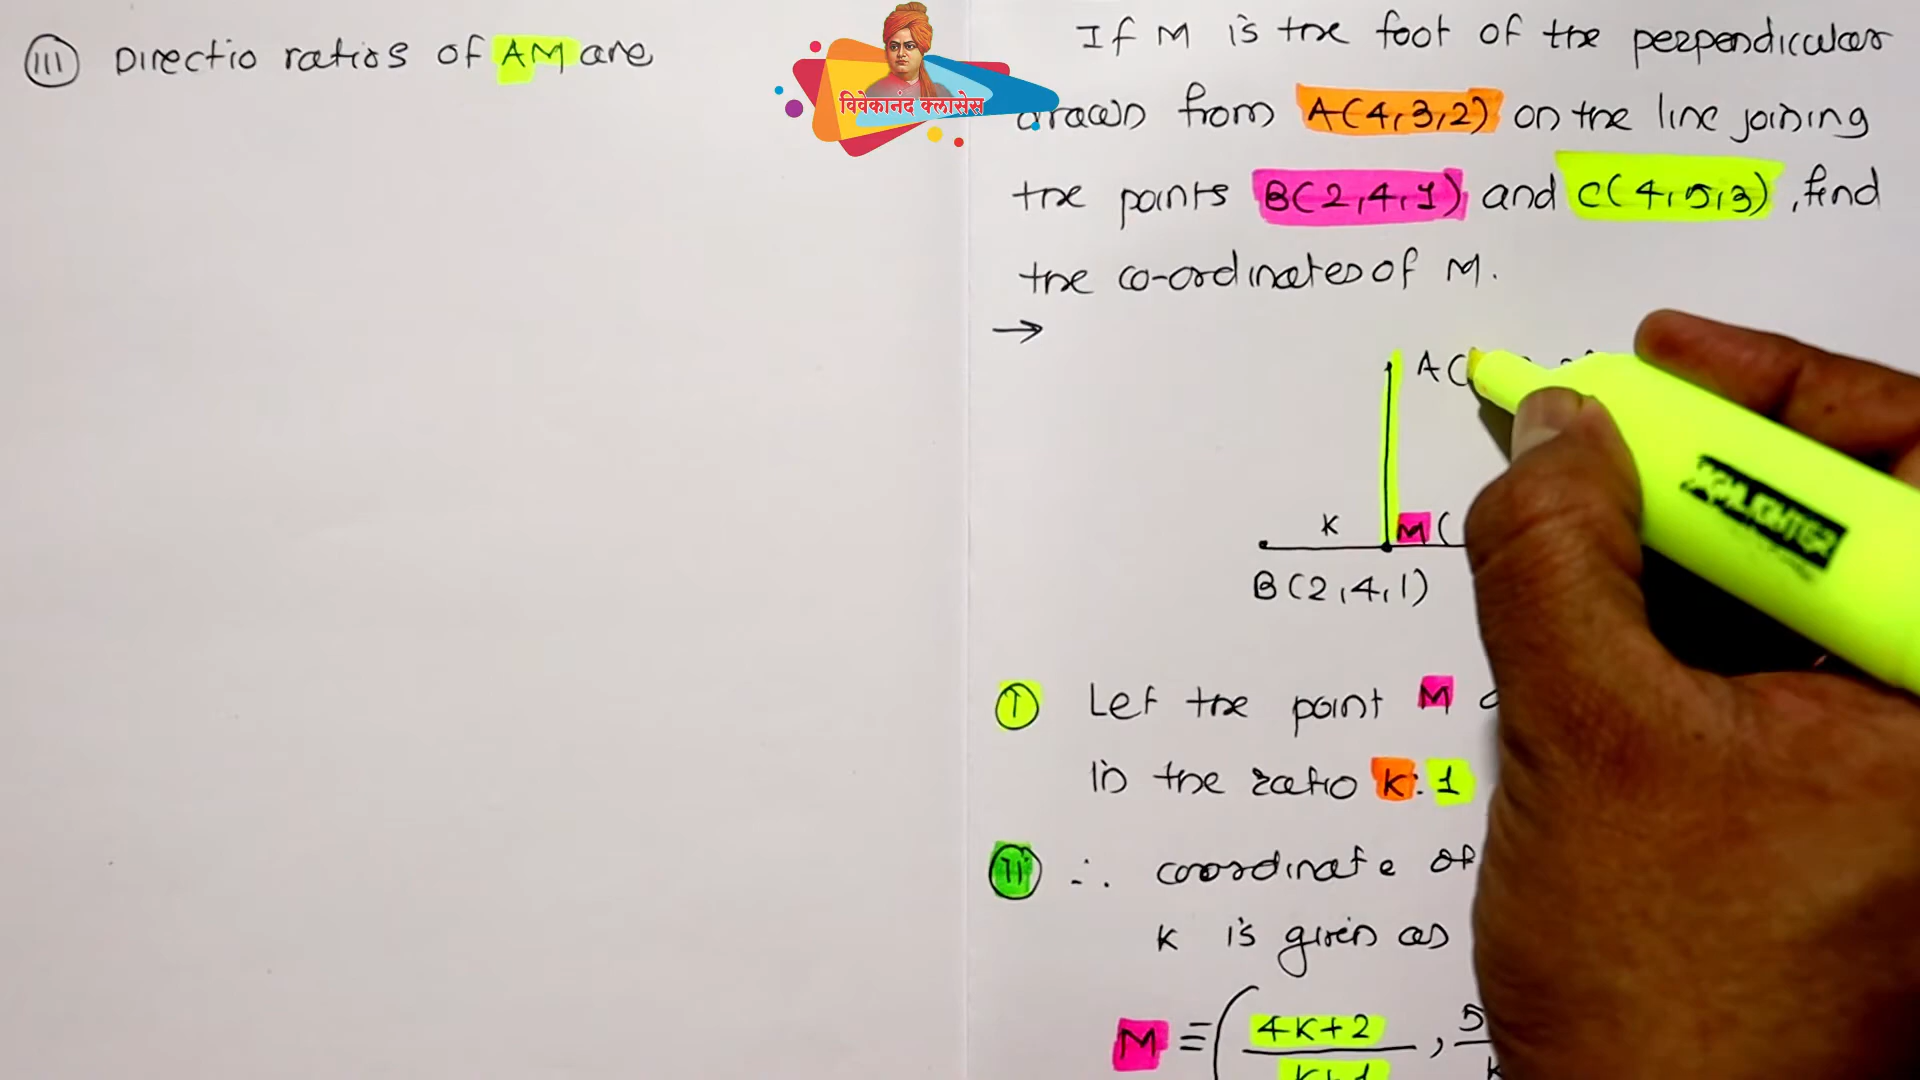 III Directio ratios of AM are
विवेकानंद क्लासेस
If M is the foot of the perpendicular
drawn from A(4,3,2) on the line joining
the points B(2,4,1) and C(4,5,3), find
the co-ordinates of M.
→
A(
K M(
B(2,4,1)
I Let the point M
in the ratio K:1
II ∴ coordinate of
K is given as
M ≡ (4K+2 , 5
K+1 K